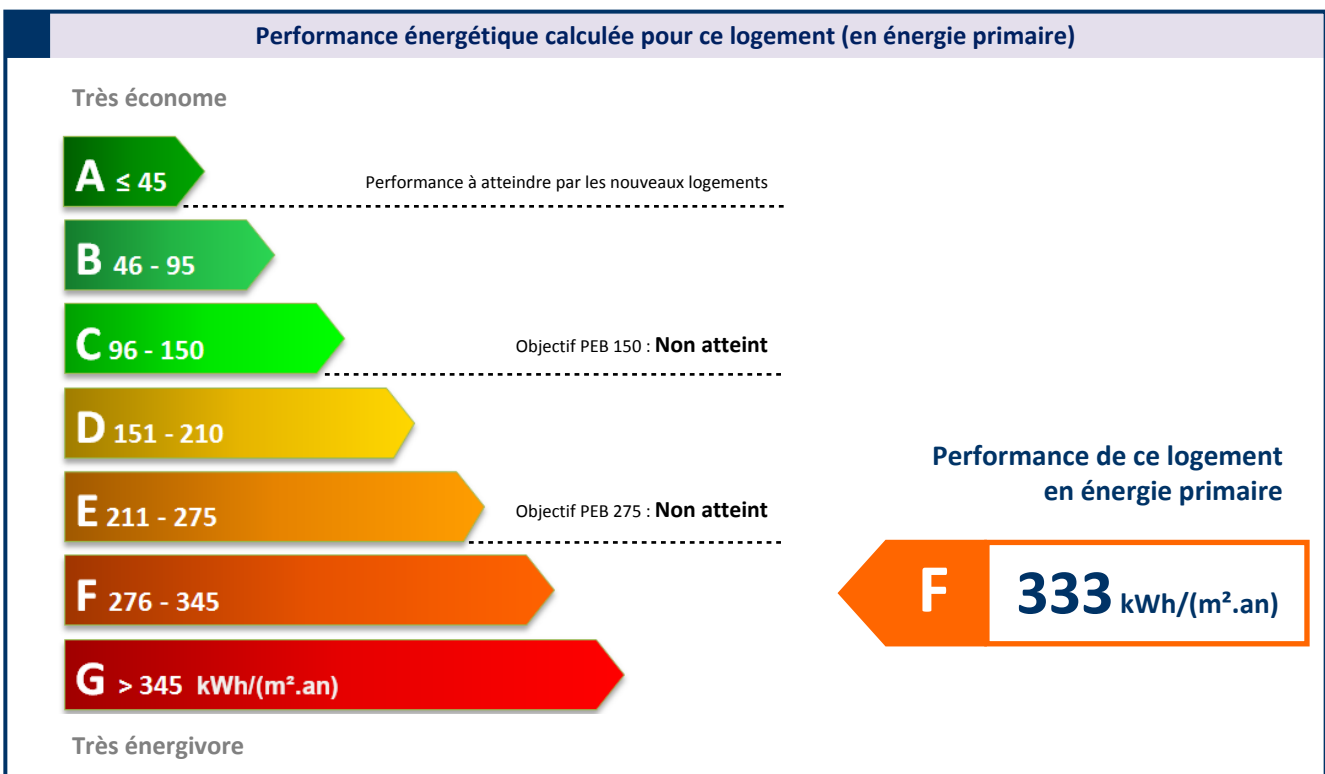 Performance énergétique calculée pour ce logement (en énergie primaire)
Très économe
A ≤ 45
Performance à atteindre par les nouveaux logements
B 46 - 95
C 96 - 150
Objectif PEB 150 : Non atteint
D 151 - 210
Performance de ce logement
en énergie primaire
E 211 - 275
Objectif PEB 275 : Non atteint
F 276 - 345
F 333 kWh/(m².an)
G > 345 kWh/(m².an)
Très énergivore